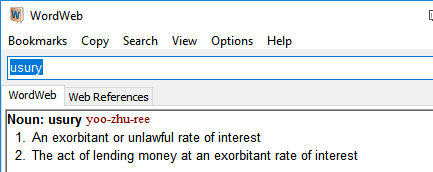 WordWeb
Bookmarks Copy Search View Options Help
usury
WordWeb Web References
Noun: usury yoo-zhu-ree
1. An exorbitant or unlawful rate of interest
2. The act of lending money at an exorbitant rate of interest